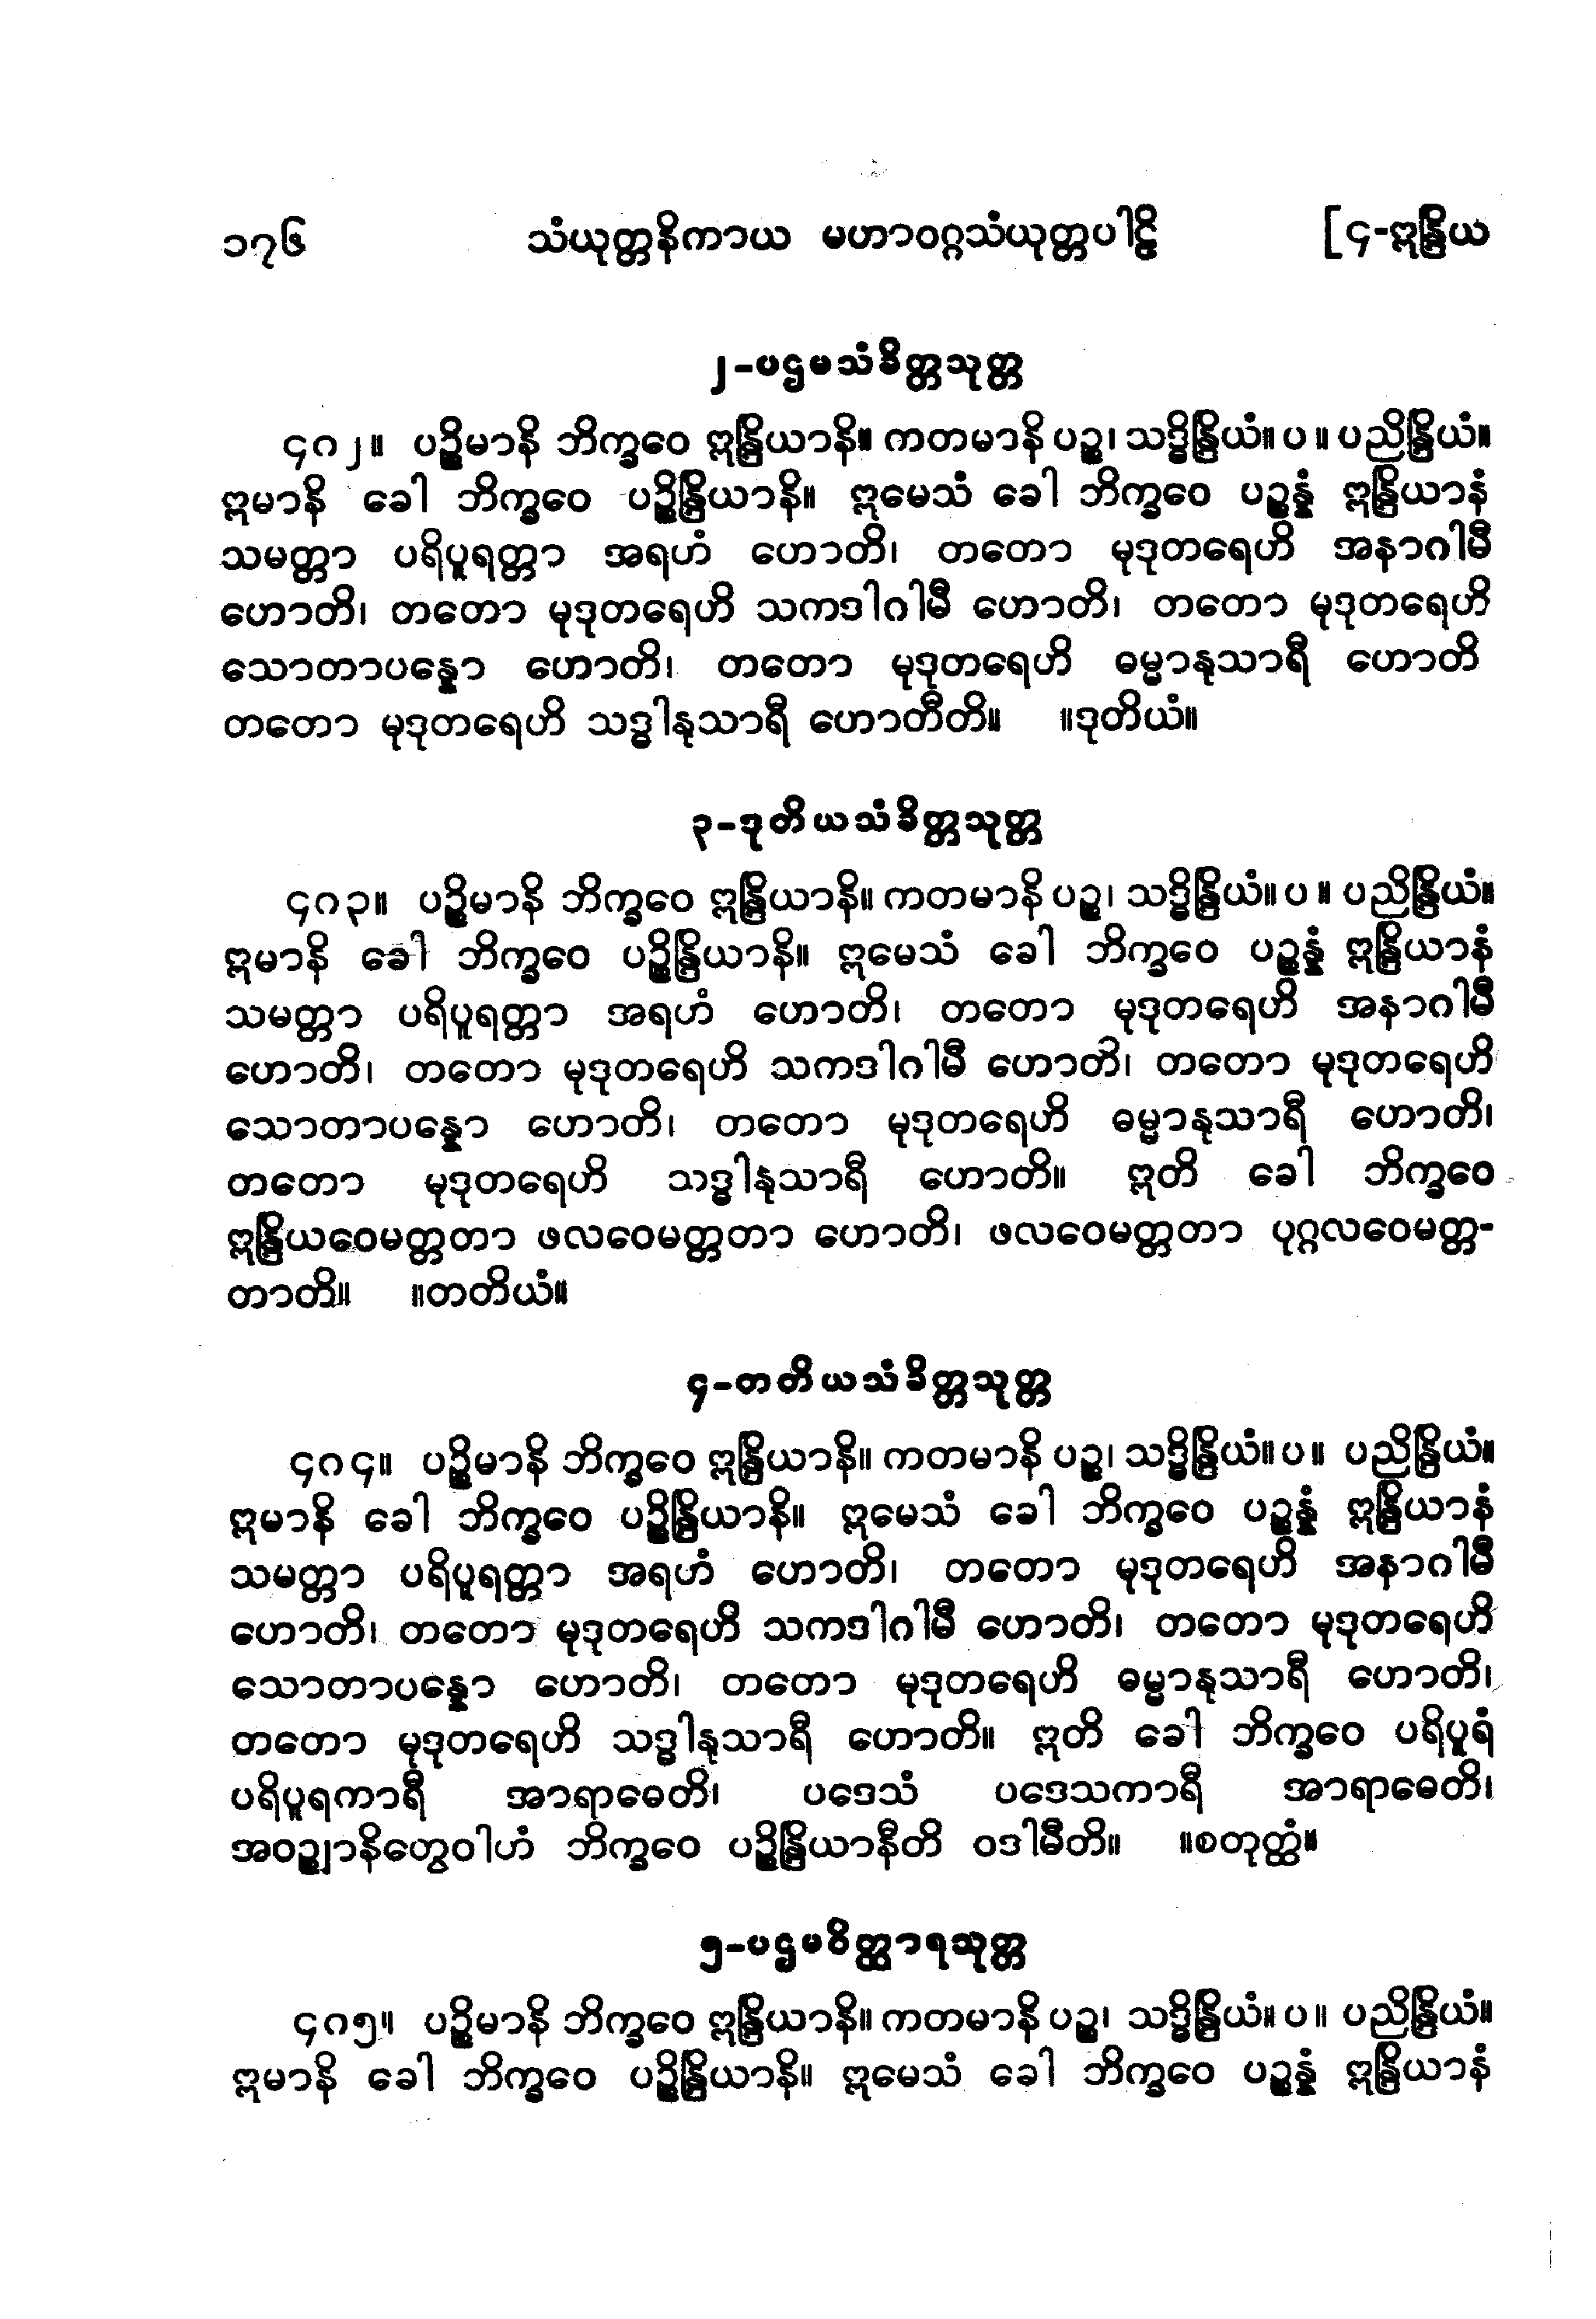 ၁၇၆ သံယုတ္တနိကာယ မဟာဝဂ္ဂသံယုတ္တပါဠိ [၄-ဣန္ဒြိယ
၂-ပဌမသံခိတ္တသုတ္တ
၄ဂ၂။ ပဉ္စိမာနိ ဘိက္ခဝေ ဣန္ဒြိယာနိ။ ကတမာနိ ပဉ္စ၊ သဒ္ဓိန္ဒြိယံ။ ပ ။ ပညိန္ဒြိယံ။
ဣမာနိ ခေါ ဘိက္ခဝေ ပဉ္စိန္ဒြိယာနိ။ ဣမေသံ ခေါ ဘိက္ခဝေ ပဉ္စန္နံ ဣန္ဒြိယာနံ
သမတ္တာ ပရိပူရတ္တာ အရဟံ ဟောတိ၊ တတော မုဒုတရေဟိ အနာဂါမီ
ဟောတိ၊ တတော မုဒုတရေဟိ သကဒါဂါမီ ဟောတိ၊ တတော မုဒုတရေဟိ
သောတာပန္နော ဟောတိ၊ တတော မုဒုတရေဟိ ဓမ္မာနုသာရီ ဟောတိ
တတော မုဒုတရေဟိ သဒ္ဓါနုသာရီ ဟောတီတိ။ ။ဒုတိယံ။
၃-ဒုတိယသံခိတ္တသုတ္တ
၄ဂ၃။ ပဉ္စိမာနိ ဘိက္ခဝေ ဣန္ဒြိယာနိ။ ကတမာနိ ပဉ္စ၊ သဒ္ဓိန္ဒြိယံ။ ပ ။ ပညိန္ဒြိယံ။
ဣမာနိ ခေါ ဘိက္ခဝေ ပဉ္စိန္ဒြိယာနိ။ ဣမေသံ ခေါ ဘိက္ခဝေ ပဉ္စန္နံ ဣန္ဒြိယာနံ
သမတ္တာ ပရိပူရတ္တာ အရဟံ ဟောတိ၊ တတော မုဒုတရေဟိ အနာဂါမီ
ဟောတိ၊ တတော မုဒုတရေဟိ သကဒါဂါမီ ဟောတိ၊ တတော မုဒုတရေဟိ
သောတာပန္နော ဟောတိ၊ တတော မုဒုတရေဟိ ဓမ္မာနုသာရီ ဟောတိ၊
တတော မုဒုတရေဟိ သဒ္ဓါနုသာရီ ဟောတိ။ ဣတိ ခေါ ဘိက္ခဝေ
ဣန္ဒြိယဝေမတ္တတာ ဖလဝေမတ္တတာ ဟောတိ၊ ဖလဝေမတ္တတာ ပုဂ္ဂလဝေမတ္တ-
တာတိ။ ။တတိယံ။
၄-တတိယသံခိတ္တသုတ္တ
၄ဂ၄။ ပဉ္စိမာနိ ဘိက္ခဝေ ဣန္ဒြိယာနိ။ ကတမာနိ ပဉ္စ၊ သဒ္ဓိန္ဒြိယံ။ ပ ။ ပညိန္ဒြိယံ။
ဣမာနိ ခေါ ဘိက္ခဝေ ပဉ္စိန္ဒြိယာနိ။ ဣမေသံ ခေါ ဘိက္ခဝေ ပဉ္စန္နံ ဣန္ဒြိယာနံ
သမတ္တာ ပရိပူရတ္တာ အရဟံ ဟောတိ၊ တတော မုဒုတရေဟိ အနာဂါမီ
ဟောတိ၊ တတော မုဒုတရေဟိ သကဒါဂါမီ ဟောတိ၊ တတော မုဒုတရေဟိ
သောတာပန္နော ဟောတိ၊ တတော မုဒုတရေဟိ ဓမ္မာနုသာရီ ဟောတိ၊
တတော မုဒုတရေဟိ သဒ္ဓါနုသာရီ ဟောတိ။ ဣတိ ခေါ ဘိက္ခဝေ ပရိပူရံ
ပရိပူရကာရီ အာရာဓေတိ၊ ပဒေသံ ပဒေသကာရီ အာရာဓေတိ၊
အဝဉ္ဈာနိတွေဝါဟံ ဘိက္ခဝေ ပဉ္စိန္ဒြိယာနီတိ ဝဒါမီတိ။ ။စတုတ္ထံ။
၅-ပဌမဝိတ္ထာရသုတ္တ
၄ဂ၅။ ပဉ္စိမာနိ ဘိက္ခဝေ ဣန္ဒြိယာနိ။ ကတမာနိ ပဉ္စ၊ သဒ္ဓိန္ဒြိယံ။ ပ ။ ပညိန္ဒြိယံ။
ဣမာနိ ခေါ ဘိက္ခဝေ ပဉ္စိန္ဒြိယာနိ။ ဣမေသံ ခေါ ဘိက္ခဝေ ပဉ္စန္နံ ဣန္ဒြိယာနံ